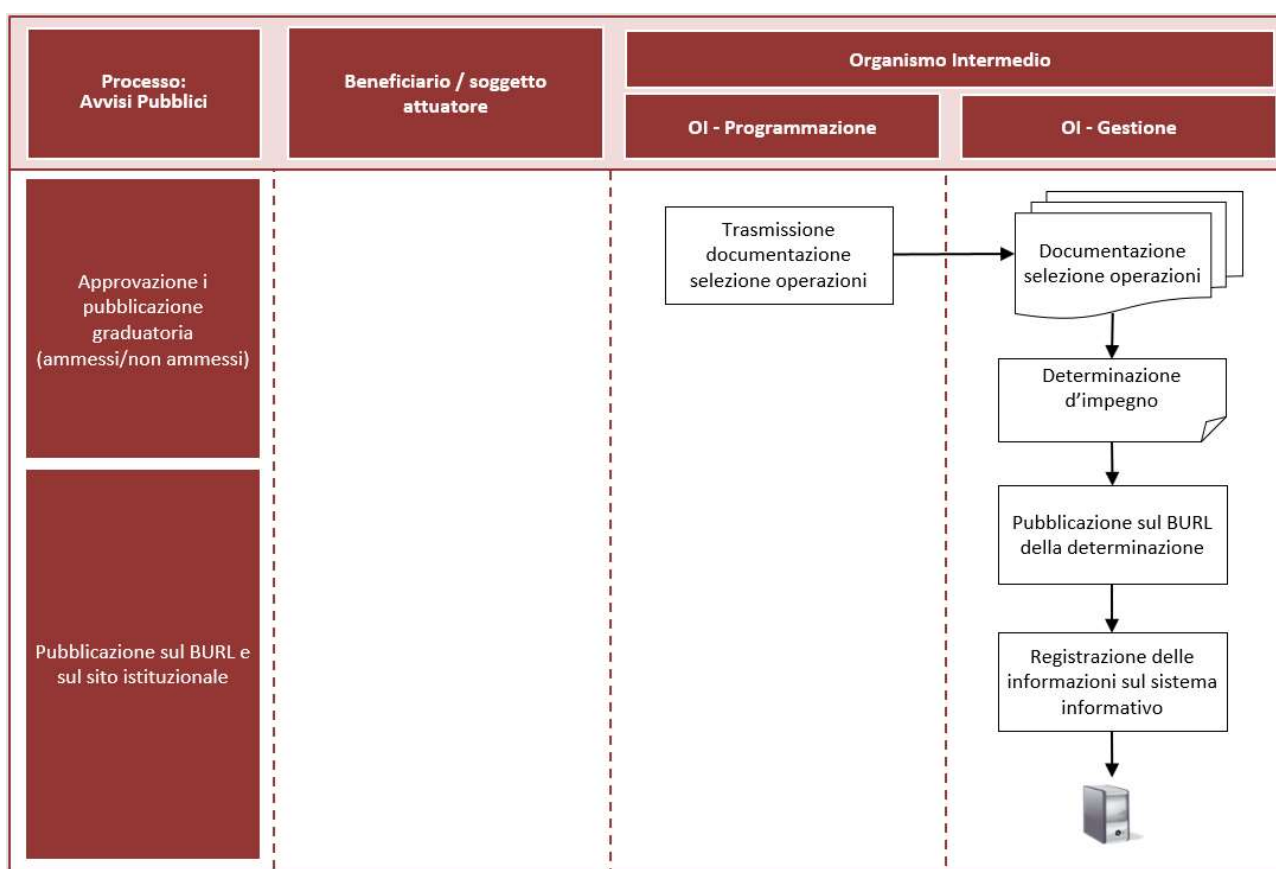 Processo:
Avvisi Pubblici
Beneficiario / soggetto
attuatore
Organismo Intermedio
OI - Programmazione
OI - Gestione
Approvazione i
pubblicazione
graduatoria
(ammessi/non ammessi)
Trasmissione
documentazione
selezione operazioni
Documentazione
selezione operazioni
Determinazione
d’impegno
Pubblicazione sul BURL e
sul sito istituzionale
Pubblicazione sul BURL
della determinazione
Registrazione delle
informazioni sul sistema
informativo